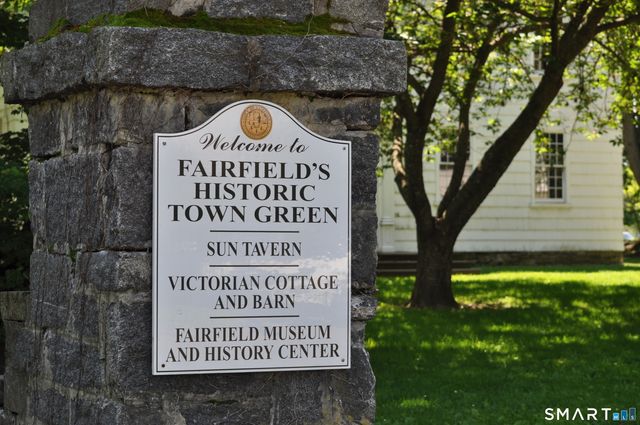 Welcome to
FAIRFIELD'S
HISTORIC
TOWN GREEN
SUN TAVERN
VICTORIAN COTTAGE
AND BARN
FAIRFIELD MUSEUM
AND HISTORY CENTER
SMART